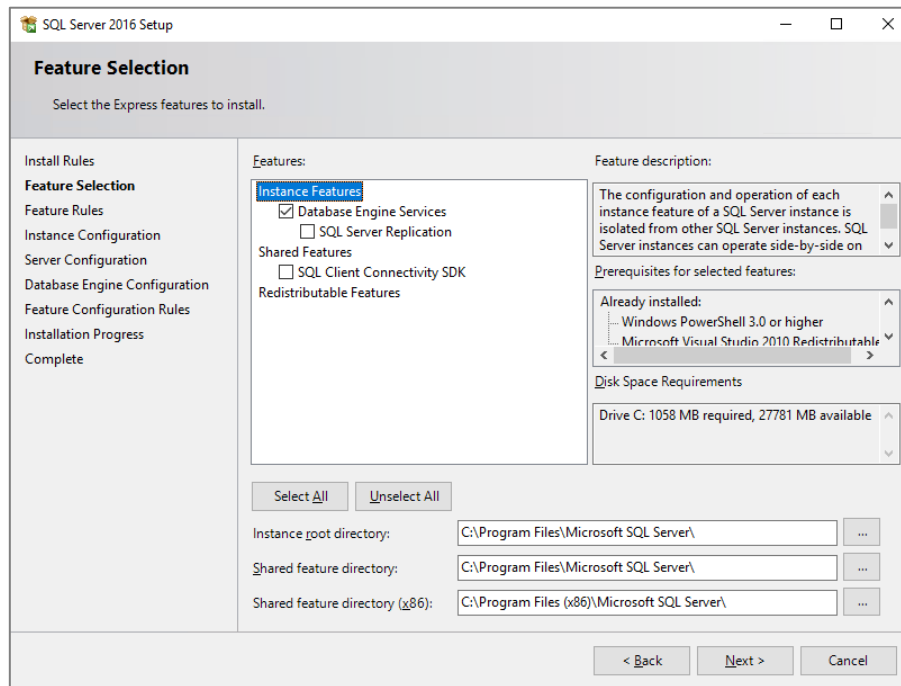 SQL Server 2016 Setup
Feature Selection
Select the Express features to install.
Install Rules
Feature Selection
Feature Rules
Instance Configuration
Server Configuration
Database Engine Configuration
Feature Configuration Rules
Installation Progress
Complete
Features:
Instance Features
Database Engine Services
SQL Server Replication
Shared Features
SQL Client Connectivity SDK
Redistributable Features
Feature description:
The configuration and operation of each
instance feature of a SQL Server instance is
isolated from other SQL Server instances. SQL
Server instances can operate side-by-side on
Prerequisites for selected features:
Already installed:
Windows PowerShell 3.0 or higher
Microsoft Visual Studio 2010 Redistributable
Disk Space Requirements
Drive C: 1058 MB required, 27781 MB available
Select All
Unselect All
Instance root directory:
C:\Program Files\Microsoft SQL Server\
...
Shared feature directory:
C:\Program Files\Microsoft SQL Server\
...
Shared feature directory (x86):
C:\Program Files (x86)\Microsoft SQL Server\
...
< Back
Next >
Cancel